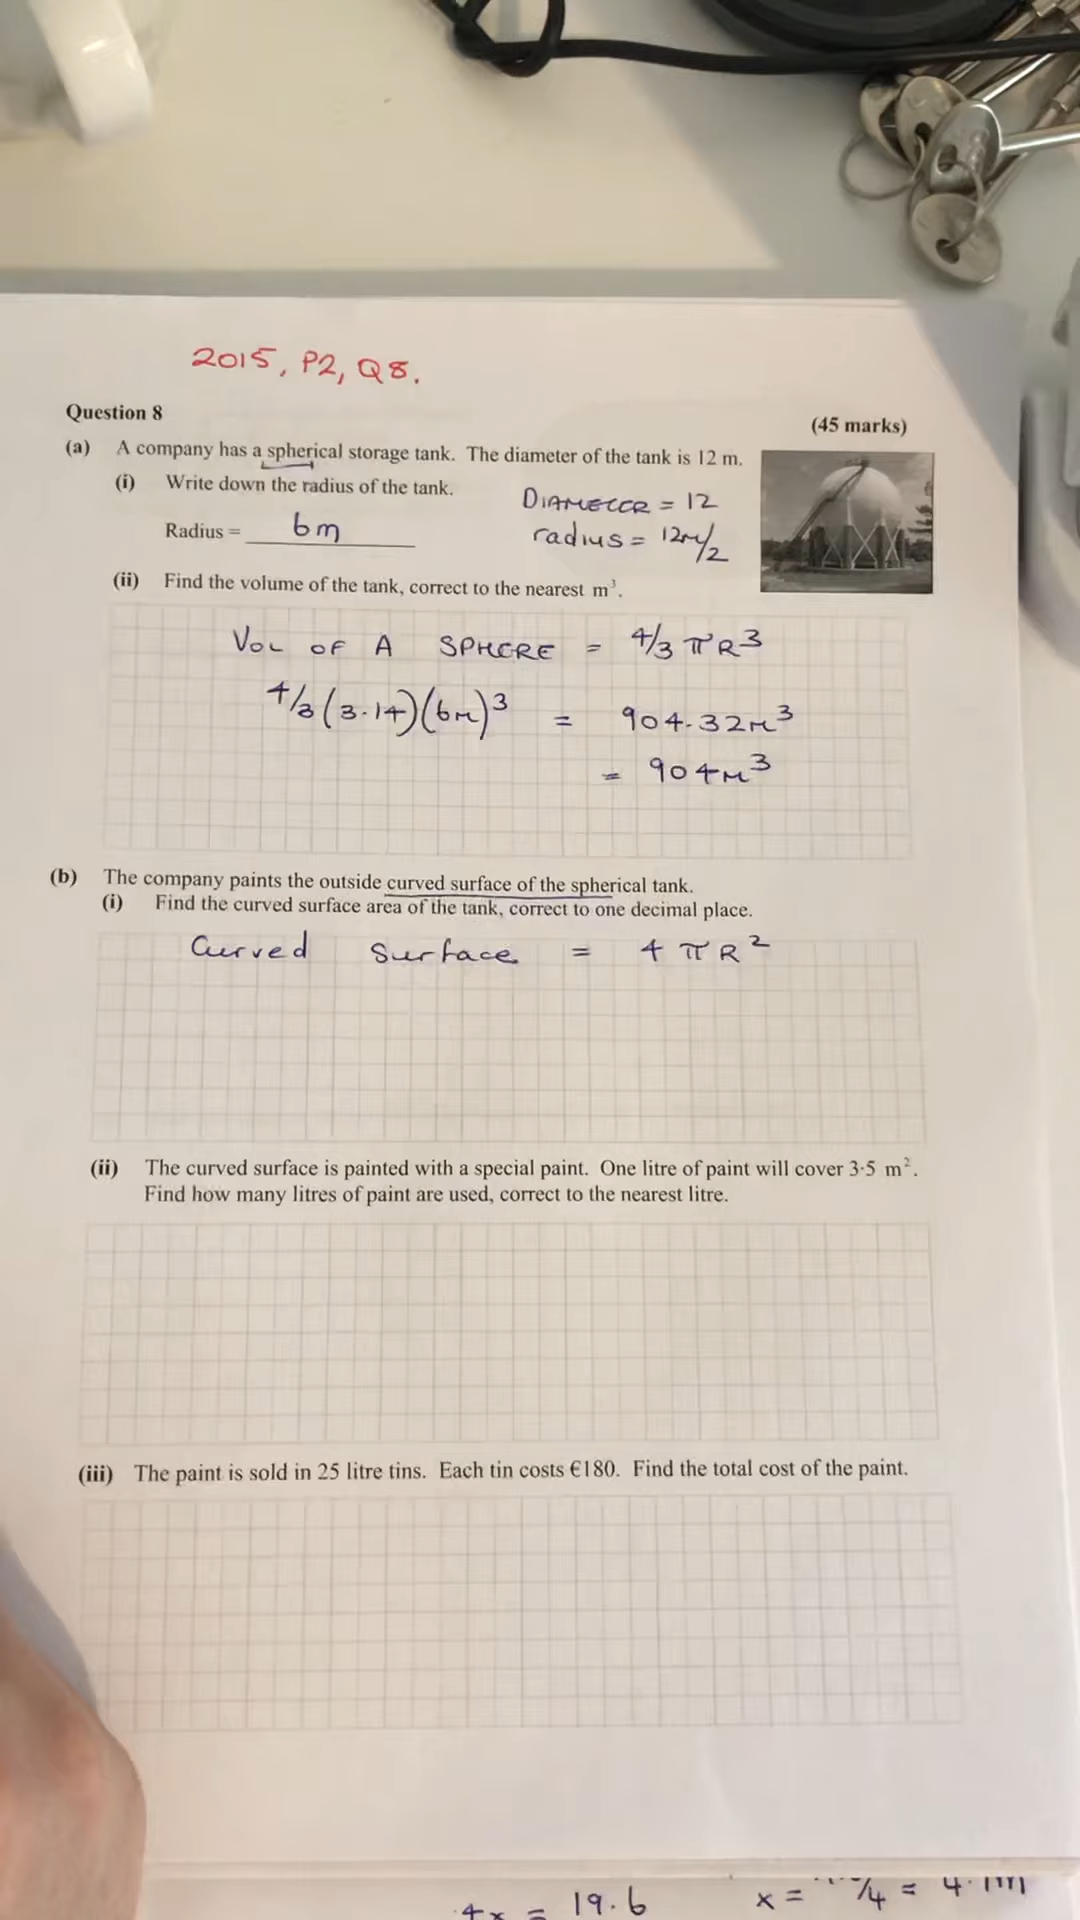 2015, P2, Q8.
Question 8
(45 marks)
(a) A company has a spherical storage tank. The diameter of the tank is 12 m.
(i) Write down the radius of the tank.
DIAMETER = 12
Radius = 6m
radius = 12m/2
(ii) Find the volume of the tank, correct to the nearest m³.
VOL OF A SPHERE = 4/3 πR³
4/3 (3.14)(6m)³ = 904.32m³
= 904m³
(b) The company paints the outside curved surface of the spherical tank.
(i) Find the curved surface area of the tank, correct to one decimal place.
Curved Surface = 4πR²
(ii) The curved surface is painted with a special paint. One litre of paint will cover 3·5 m².
Find how many litres of paint are used, correct to the nearest litre.
(iii) The paint is sold in 25 litre tins. Each tin costs €180. Find the total cost of the paint.
4x = 19.6
x = /4 = 4.